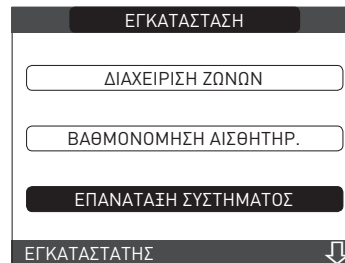 ΕΓΚΑΤΑΣΤΑΣΗ
ΔΙΑΧΕΙΡΙΣΗ ΖΩΝΩΝ
ΒΑΘΜΟΝΟΜΗΣΗ ΑΙΣΘΗΤΗΡ.
ΕΠΑΝΑΤΑΞΗ ΣΥΣΤΗΜΑΤΟΣ
ΕΓΚΑΤΑΣΤΑΤΗΣ